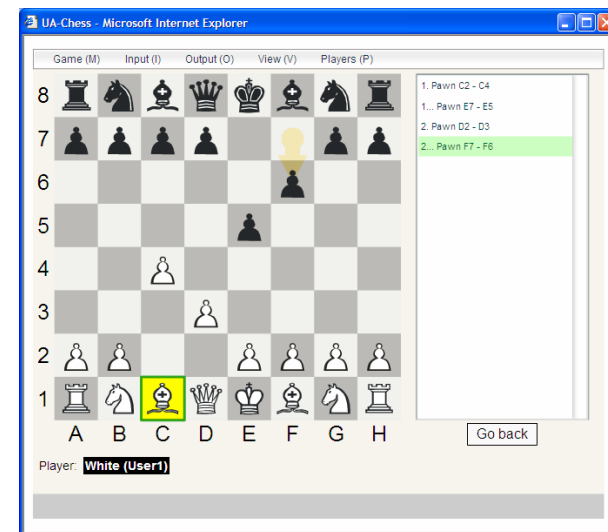 UA-Chess - Microsoft Internet Explorer
Game (M) Input (I) Output (O) View (V) Players (P)
1. Pawn C2 - C4
1... Pawn E7 - E5
2. Pawn D2 - D3
2... Pawn F7 - F6
8
7
6
5
4
3
2
1
A B C D E F G H
Go back
Player: White (User1)